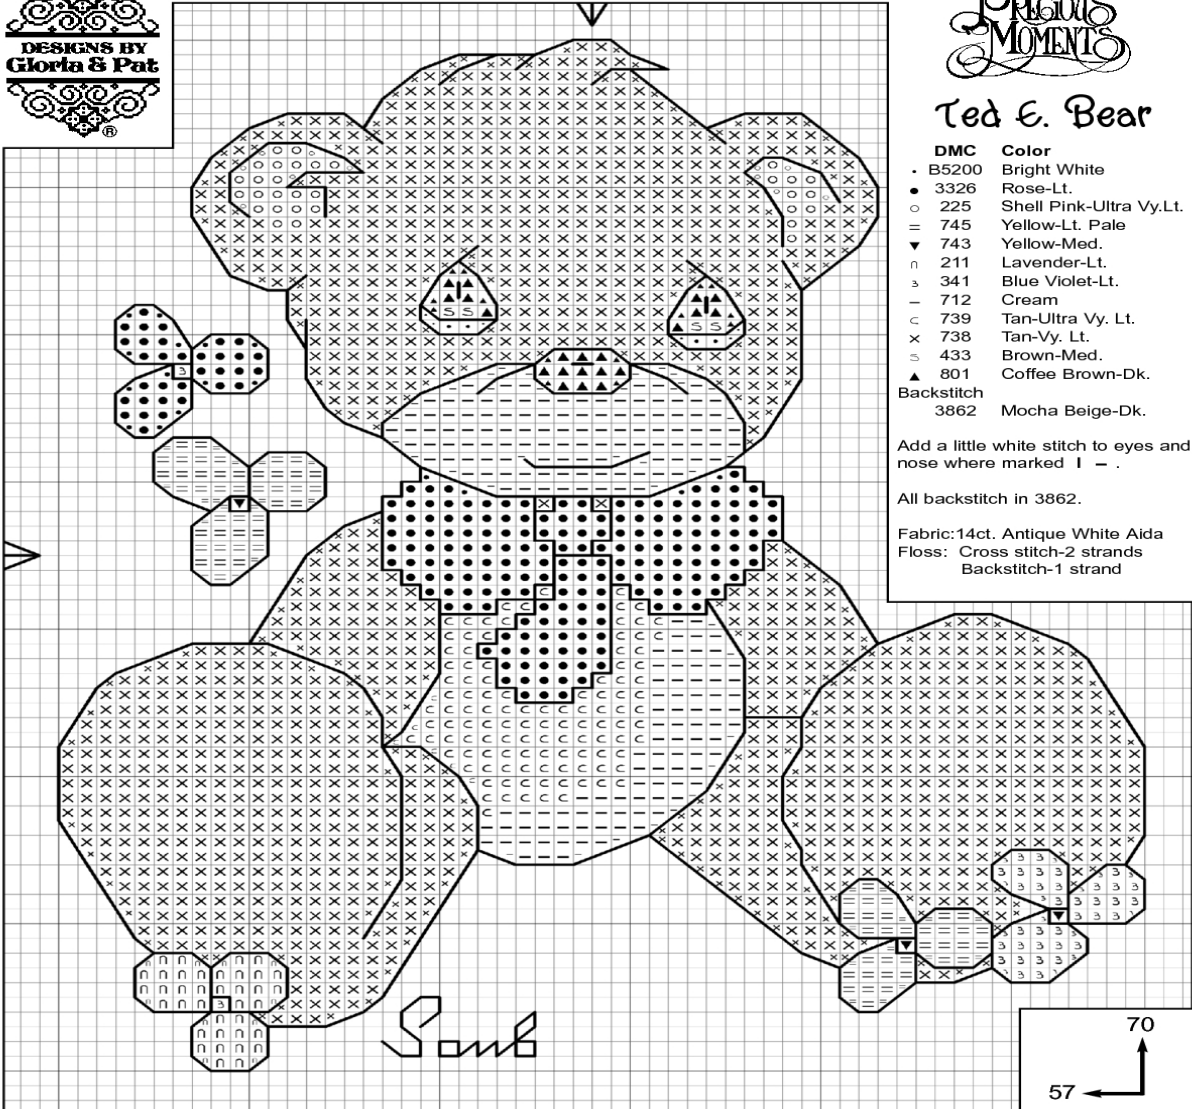 DESIGNS BY
Gloria & Pat
®
PRECIOUS
MOMENTS
Ted E. Bear
DMC Color
B5200 Bright White
3326 Rose-Lt.
225 Shell Pink-Ultra Vy.Lt.
745 Yellow-Lt. Pale
743 Yellow-Med.
211 Lavender-Lt.
341 Blue Violet-Lt.
712 Cream
739 Tan-Ultra Vy. Lt.
738 Tan-Vy. Lt.
433 Brown-Med.
801 Coffee Brown-Dk.
Backstitch
3862 Mocha Beige-Dk.
Add a little white stitch to eyes and
nose where marked I – .
All backstitch in 3862.
Fabric:14ct. Antique White Aida
Floss: Cross stitch-2 strands
Backstitch-1 strand
70
57